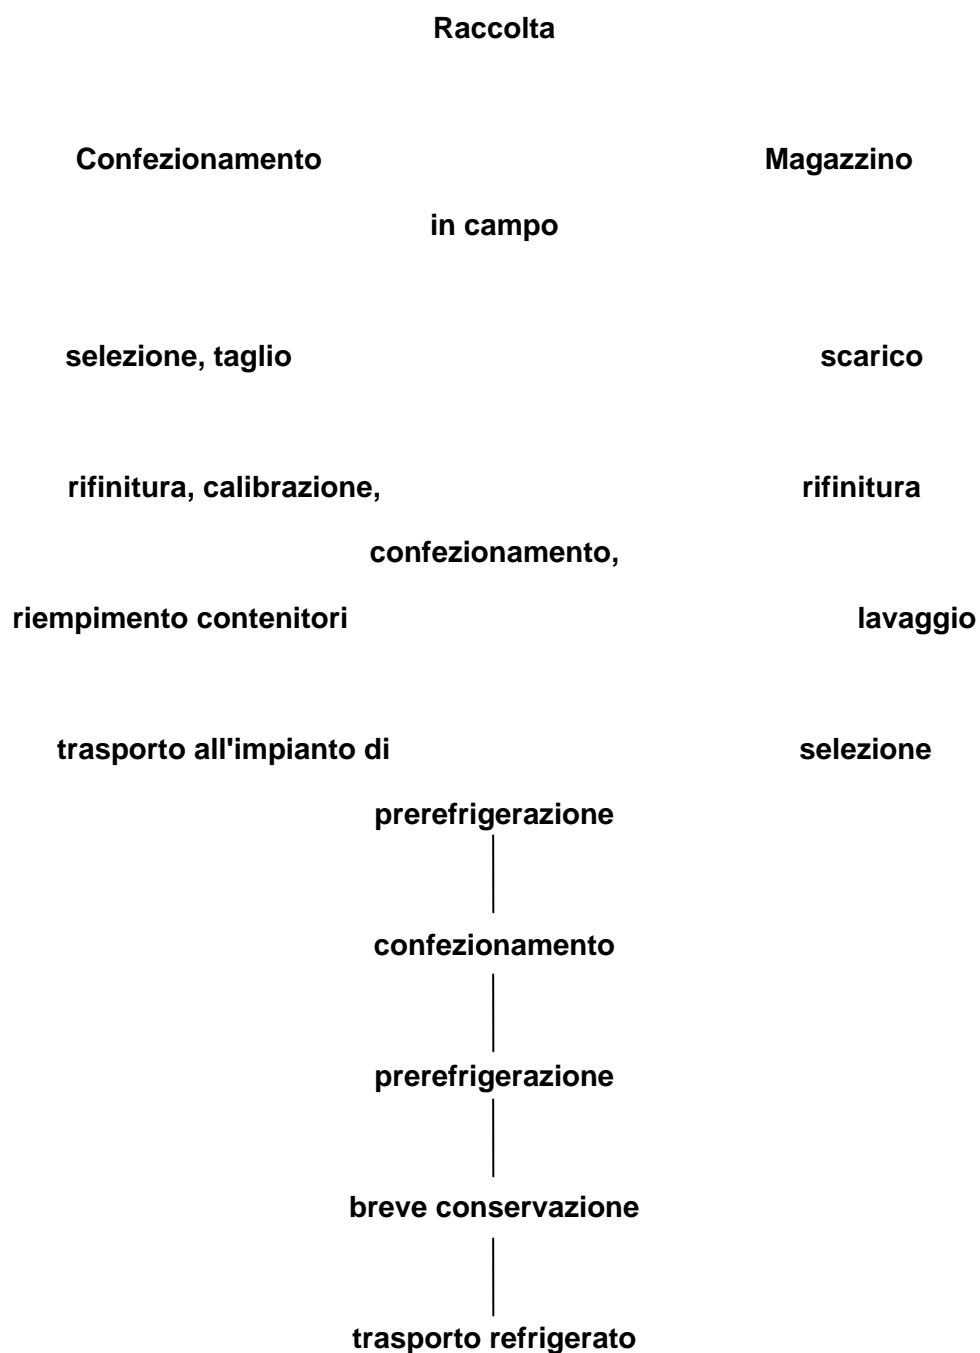 Raccolta
Confezionamento Magazzino
in campo
selezione, taglio scarico
rifinitura, calibrazione, rifinitura
confezionamento,
riempimento contenitori lavaggio
trasporto all'impianto di selezione
prerefrigerazione
confezionamento
prerefrigerazione
breve conservazione
trasporto refrigerato